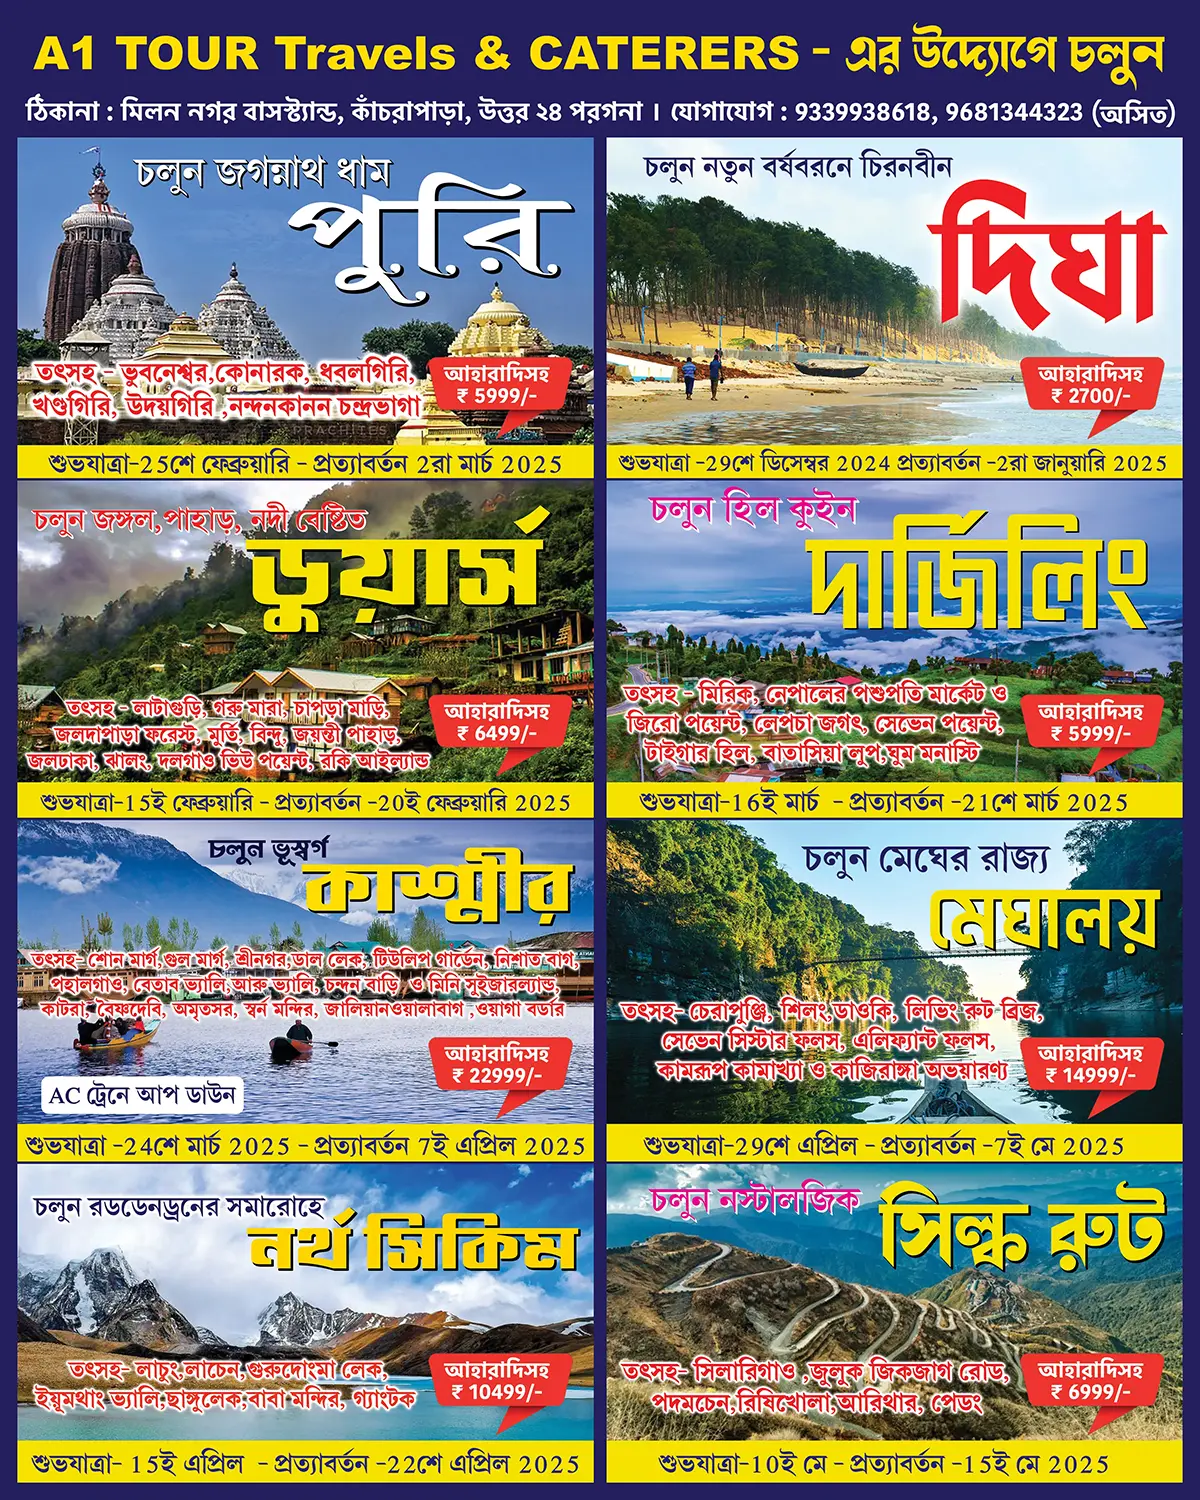 A1 TOUR Travels & CATERERS - এর উদ্যোগে চলুন
ঠিকানা : মিলন নগর বাসস্ট্যান্ড, কাঁচরাপাড়া, উত্তর ২৪ পরগনা । যোগাযোগ : 9339938618, 9681344323 (অসিত)
চলুন জগন্নাথ ধাম
পুরি
তৎসহ - ভুবনেশ্বর,কোনারক, ধবলগিরি,
খণ্ডগিরি, উদয়গিরি ,নন্দনকানন চন্দ্রভাগা
আহারাদিসহ
₹ 5999/-
PRACHITES
শুভযাত্রা-25শে ফেব্রুয়ারি - প্রত্যাবর্তন 2রা মার্চ 2025
চলুন নতুন বর্ষবরনে চিরনবীন
দিঘা
আহারাদিসহ
₹ 2700/-
শুভযাত্রা -29শে ডিসেম্বর 2024 প্রত্যাবর্তন -2রা জানুয়ারি 2025
চলুন জঙ্গল,পাহাড়, নদী বেষ্টিত
ডুয়ার্স
তৎসহ - লাটাগুড়ি, গরু মারা, চাপড়া মাড়ি,
জলদাপাড়া ফরেস্ট, মুর্তি, বিন্দু, জয়ন্তী পাহাড়,
জলঢাকা, ঝালং, দলগাও ভিউ পয়েন্ট, রকি আইল্যান্ড
আহারাদিসহ
₹ 6499/-
শুভযাত্রা-15ই ফেব্রুয়ারি - প্রত্যাবর্তন -20ই ফেব্রুয়ারি 2025
চলুন হিল কুইন
দার্জিলিং
তৎসহ - মিরিক, নেপালের পশুপতি মার্কেট ও
জিরো পয়েন্ট, লেপচা জগৎ, সেভেন পয়েন্ট,
টাইগার হিল, বাতাসিয়া লুপ,ঘুম মনাস্টি
আহারাদিসহ
₹ 5999/-
শুভযাত্রা-16ই মার্চ - প্রত্যাবর্তন -21শে মার্চ 2025
চলুন ভূস্বর্গ
কাশ্মীর
তৎসহ- শোন মার্গ,গুল মার্গ, শ্রীনগর,ডাল লেক, টিউলিপ গার্ডেন, নিশাত বাগ,
পহালগাও, বেতাব ভ্যালি,আরু ভ্যালি, চন্দন বাড়ি ও মিনি সুইজারল্যান্ড,
কাটরা, বৈষ্ণদেবি, অমৃতসর, স্বর্ন মন্দির, জালিয়ানওয়ালাবাগ ,ওয়াগা বর্ডার
আহারাদিসহ
₹ 22999/-
AC ট্রেনে আপ ডাউন
শুভযাত্রা -24শে মার্চ 2025 - প্রত্যাবর্তন 7ই এপ্রিল 2025
চলুন মেঘের রাজ্য
মেঘালয়
তৎসহ- চেরাপুঞ্জি, শিলং,ডাওকি, লিভিং রুট ব্রিজ,
সেভেন সিস্টার ফলস, এলিফ্যান্ট ফলস,
কামরূপ কামাখ্যা ও কাজিরাঙ্গা অভয়ারণ্য
আহারাদিসহ
₹ 14999/-
শুভযাত্রা-29শে এপ্রিল - প্রত্যাবর্তন -7ই মে 2025
চলুন রডডেনড্রনের সমারোহে
নর্থ সিকিম
তৎসহ- লাচুং,লাচেন,গুরুদোংমা লেক,
ইয়ুমথাং ভ্যালি,ছাঙ্গুলেক,বাবা মন্দির, গ্যাংটক
আহারাদিসহ
₹ 10499/-
শুভযাত্রা- 15ই এপ্রিল - প্রত্যাবর্তন -22শে এপ্রিল 2025
চলুন নস্টালজিক
সিল্ক রুট
তৎসহ- সিলারিগাও ,জুলুক জিকজাগ রোড,
পদমচেন,রিষিখোলা,আরিথার, পেডং
আহারাদিসহ
₹ 6999/-
শুভযাত্রা-10ই মে - প্রত্যাবর্তন -15ই মে 2025